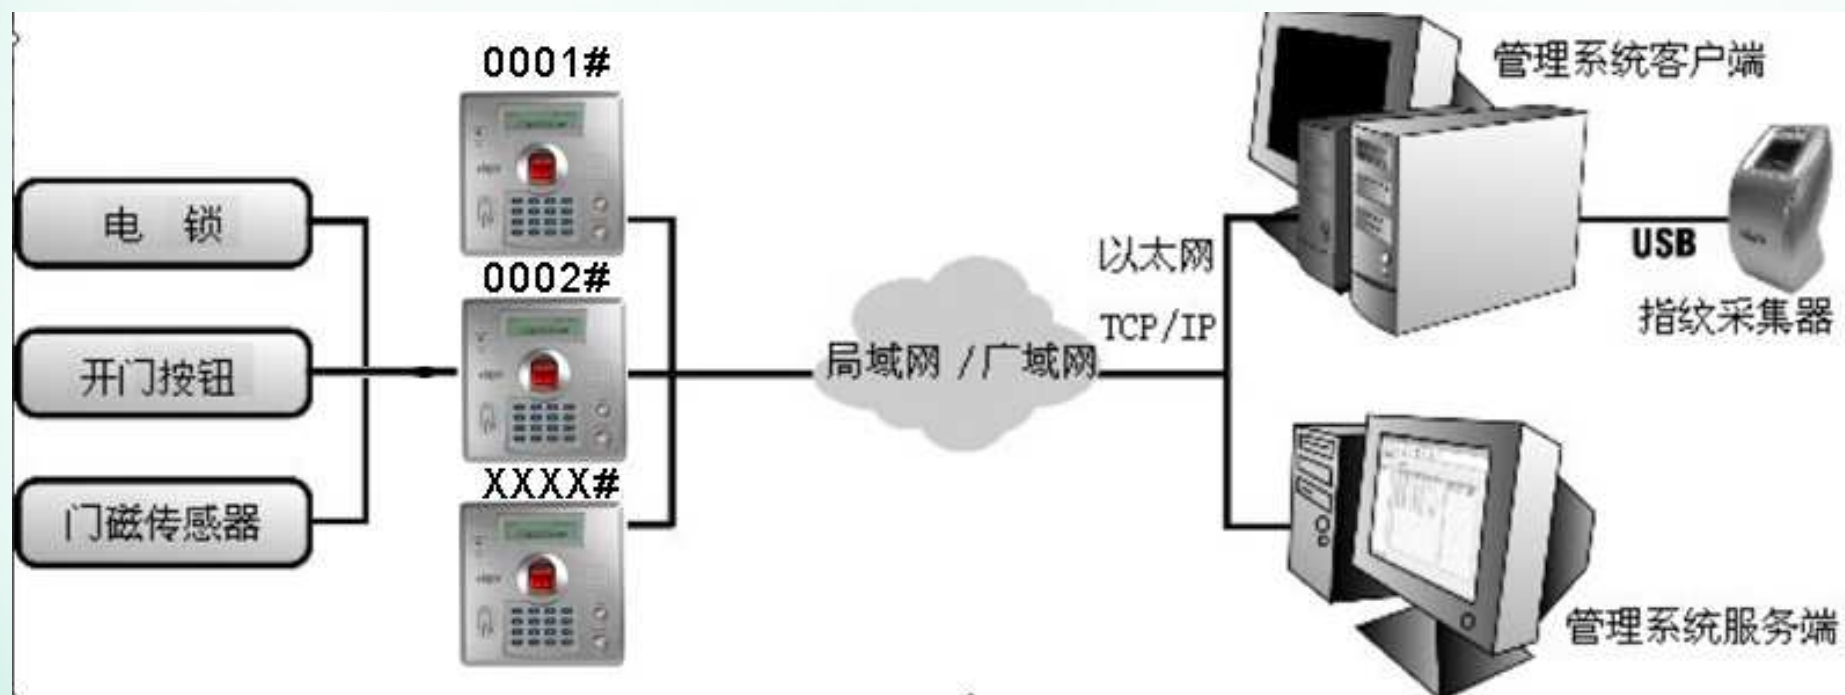 0001#
管理系统客户端
电 锁
0002#
以太网
USB
TCP/IP
指纹采集器
开门按钮
局域网 /广域网
XXXX#
门磁传感器
管理系统服务端